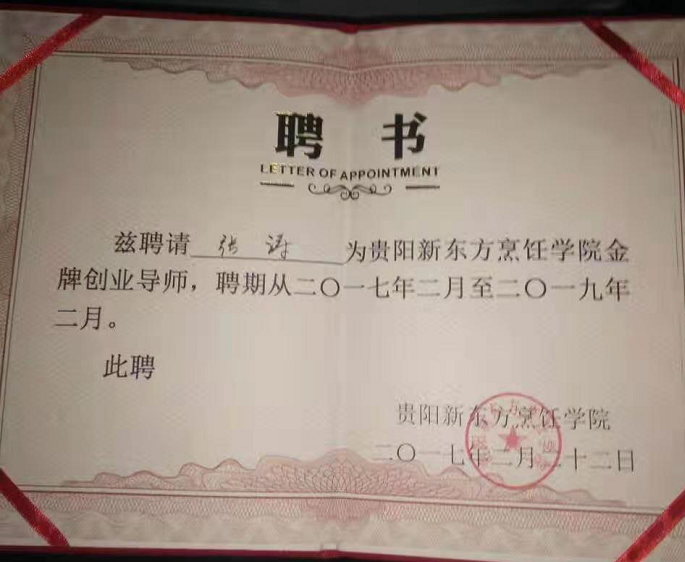 聘 书
LETTER OF APPOINTMENT
兹聘请 张涛 为贵阳新东方烹饪学院金
牌创业导师，聘期从二〇一七年二月至二〇一九年
二月。
此聘
贵阳新东方烹饪学院
二〇一七年二月二十二日